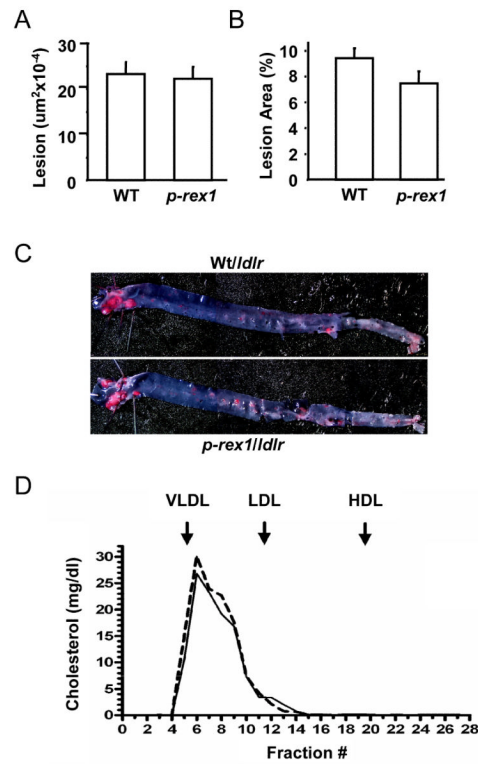 A
Lesion (um²x10⁻⁴)
30
20
10
0
WT
p-rex1
B
Lesion Area (%)
10
8
6
4
2
0
WT
p-rex1
C
Wt/ldlr
p-rex1/ldlr
D
VLDL
LDL
HDL
Cholesterol (mg/dl)
30
25
20
15
10
5
0
0 2 4 6 8 10 12 14 16 18 20 22 24 26 28
Fraction #